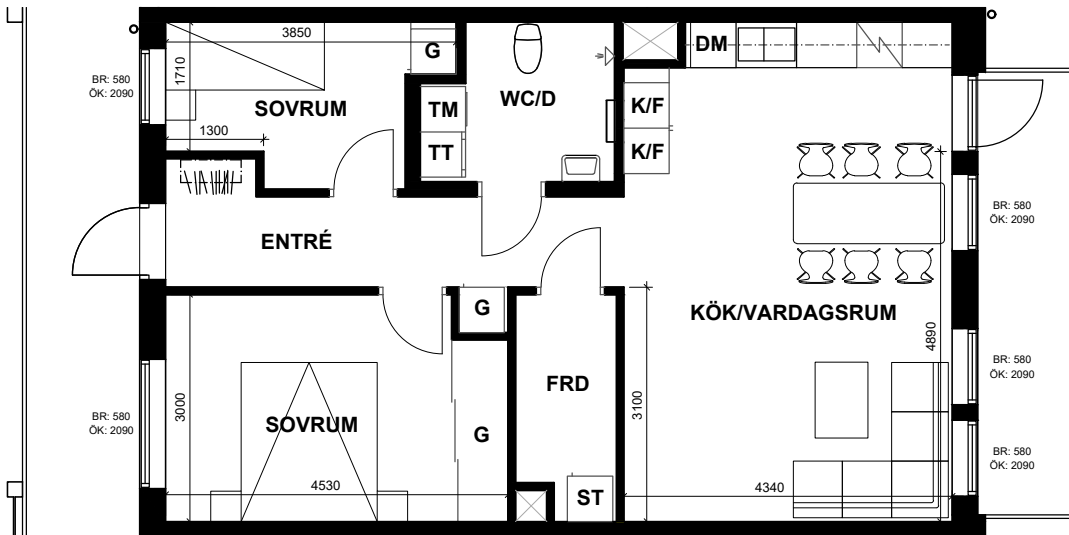 3850
G
DM
BR: 580
ÖK: 2090
1710
SOVRUM
WC/D
TM
K/F
1300
TT
K/F
BR: 580
ÖK: 2090
ENTRÉ
G
KÖK/VARDAGSRUM
4890
BR: 580
ÖK: 2090
FRD
3000
3100
BR: 580
ÖK: 2090
SOVRUM
G
BR: 580
ÖK: 2090
4530
ST
4340